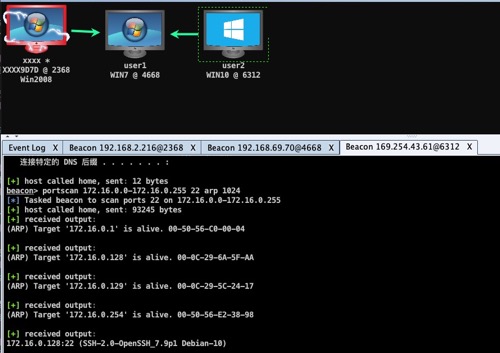 xxxx *
XXXX9D7D @ 2368
Win2008
user1
WIN7 @ 4668
user2
WIN10 @ 6312
Event Log X Beacon 192.168.2.216@2368 X Beacon 192.168.69.70@4668 X Beacon 169.254.43.61@6312 X
连接特定的 DNS 后缀 . . . . . . . :
[+] host called home, sent: 12 bytes
beacon> portscan 172.16.0.0-172.16.0.255 22 arp 1024
[*] Tasked beacon to scan ports 22 on 172.16.0.0-172.16.0.255
[+] host called home, sent: 93245 bytes
[+] received output:
(ARP) Target '172.16.0.1' is alive. 00-50-56-C0-00-04
[+] received output:
(ARP) Target '172.16.0.128' is alive. 00-0C-29-6A-5F-AA
[+] received output:
(ARP) Target '172.16.0.129' is alive. 00-0C-29-5C-24-17
[+] received output:
(ARP) Target '172.16.0.254' is alive. 00-50-56-E2-38-98
[+] received output:
172.16.0.128:22 (SSH-2.0-OpenSSH_7.9p1 Debian-10)